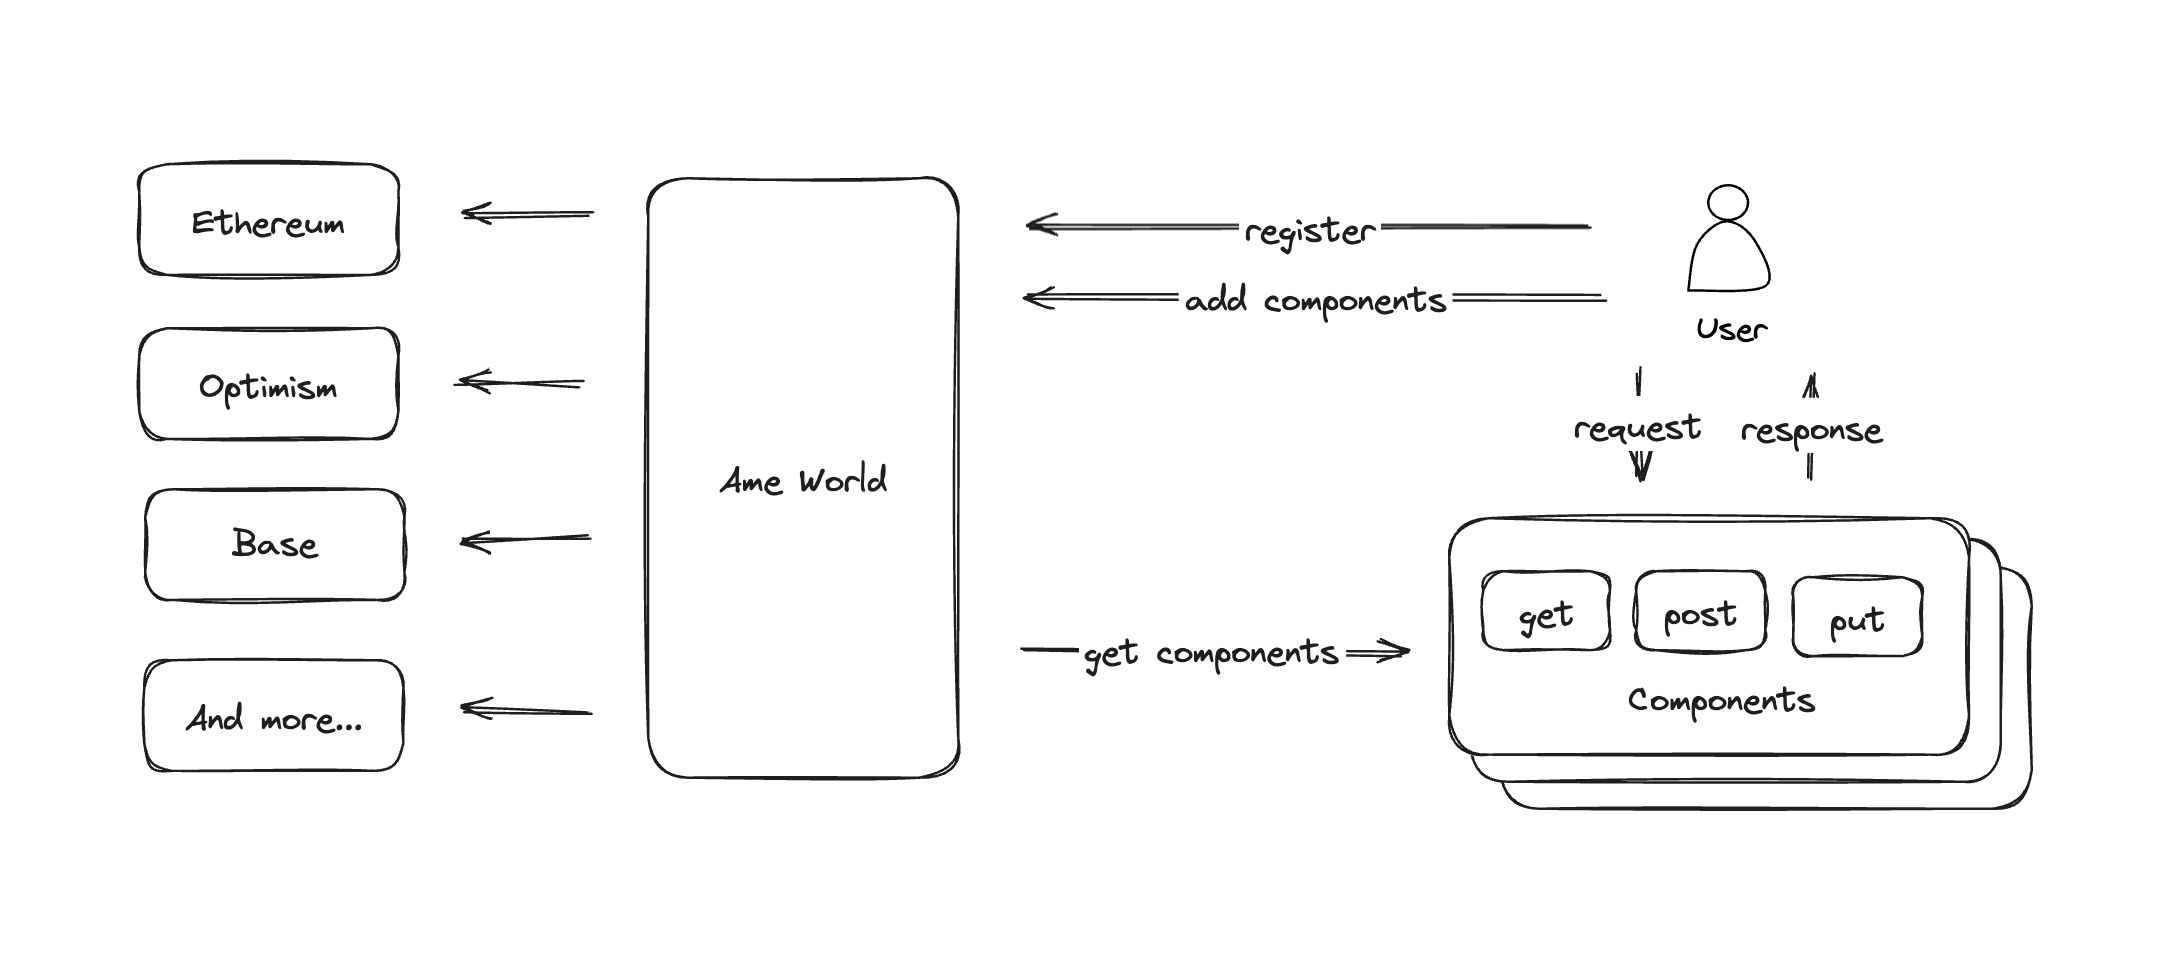 Ethereum
Optimism
Base
And more...
Ame World
register
add components
User
request
response
get components
get
post
put
Components